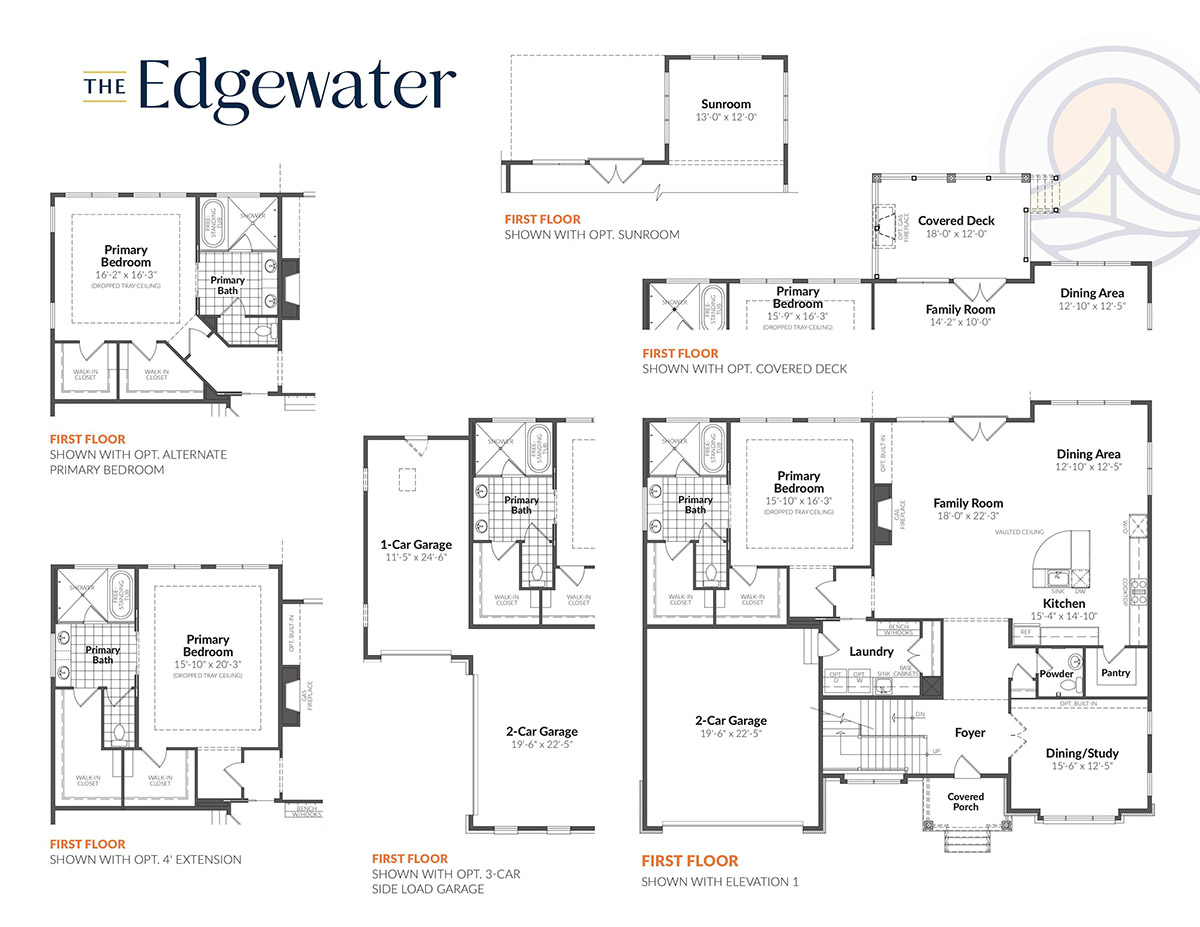 THE Edgewater
Sunroom
13'-0" x 12'-0"
FIRST FLOOR
SHOWN WITH OPT. SUNROOM
Primary
Bedroom
16'-2" x 16'-3"
(DROPPED TRAY CEILING)
FREE-
STANDING
TUB
SHOWER
Primary
Bath
WALK-IN
CLOSET
WALK-IN
CLOSET
FIRST FLOOR
SHOWN WITH OPT. ALTERNATE
PRIMARY BEDROOM
Covered Deck
18'-0" x 12'-0"
OPT. GAS
FIREPLACE
SHOWER
FREE-
STANDING
TUB
Primary
Bedroom
15'-9" x 16'-3"
(DROPPED TRAY CEILING)
Family Room
14'-2" x 10'-0"
Dining Area
12'-10" x 12'-5"
FIRST FLOOR
SHOWN WITH OPT. COVERED DECK
SHOWER
FREE-
STANDING
TUB
Primary
Bedroom
15'-10" x 20'-3"
(DROPPED TRAY CEILING)
Primary
Bath
OPT. BUILT-IN
GAS
FIREPLACE
WALK-IN
CLOSET
WALK-IN
CLOSET
BENCH
W/HOOKS
FIRST FLOOR
SHOWN WITH OPT. 4' EXTENSION
SHOWER
FREE-
STANDING
TUB
Primary
Bath
1-Car Garage
11'-5" x 24'-6"
WALK-IN
CLOSET
WALK-IN
CLOSET
2-Car Garage
19'-6" x 22'-5"
FIRST FLOOR
SHOWN WITH OPT. 3-CAR
SIDE LOAD GARAGE
SHOWER
FREE-
STANDING
TUB
Primary
Bedroom
15'-10" x 16'-3"
(DROPPED TRAY CEILING)
Primary
Bath
WALK-IN
CLOSET
WALK-IN
CLOSET
OPT. BUILT-IN
GAS
FIREPLACE
Family Room
18'-0" x 22'-3"
VAULTED CEILING
Dining Area
12'-10" x 12'-5"
W/O
COOKTOP
SINK
DW
Kitchen
15'-4" x 14'-10"
REF
BENCH
W/HOOKS
Laundry
BASE
CABINETS
OPT.
D
OPT.
W
SINK
Powder
Pantry
2-Car Garage
19'-6" x 22'-5"
DN
UP
Foyer
OPT. BUILT-IN
Dining/Study
15'-6" x 12'-5"
Covered
Porch
FIRST FLOOR
SHOWN WITH ELEVATION 1